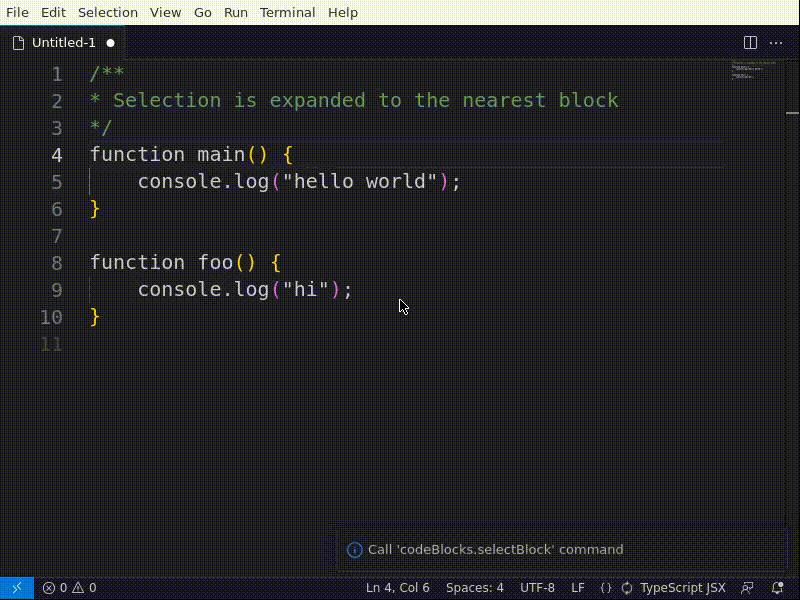 File Edit Selection View Go Run Terminal Help
Untitled-1
1 /**
2 * Selection is expanded to the nearest block
3 */
4 function main() {
5     console.log("hello world");
6 }
7
8 function foo() {
9     console.log("hi");
10 }
11
Call 'codeBlocks.selectBlock' command
0 0 Ln 4, Col 6 Spaces: 4 UTF-8 LF {} TypeScript JSX